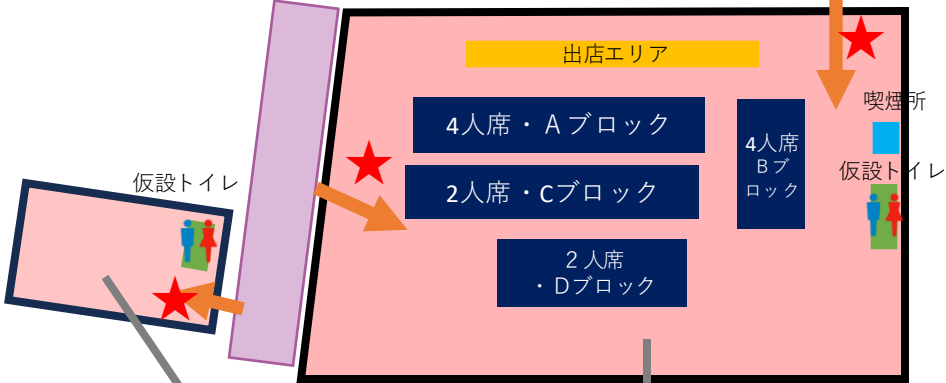 出店エリア
4人席・Aブロック
2人席・Cブロック
２人席
・Dブロック
4人席
Bブ
ロック
喫煙所
仮設トイレ
仮設トイレ